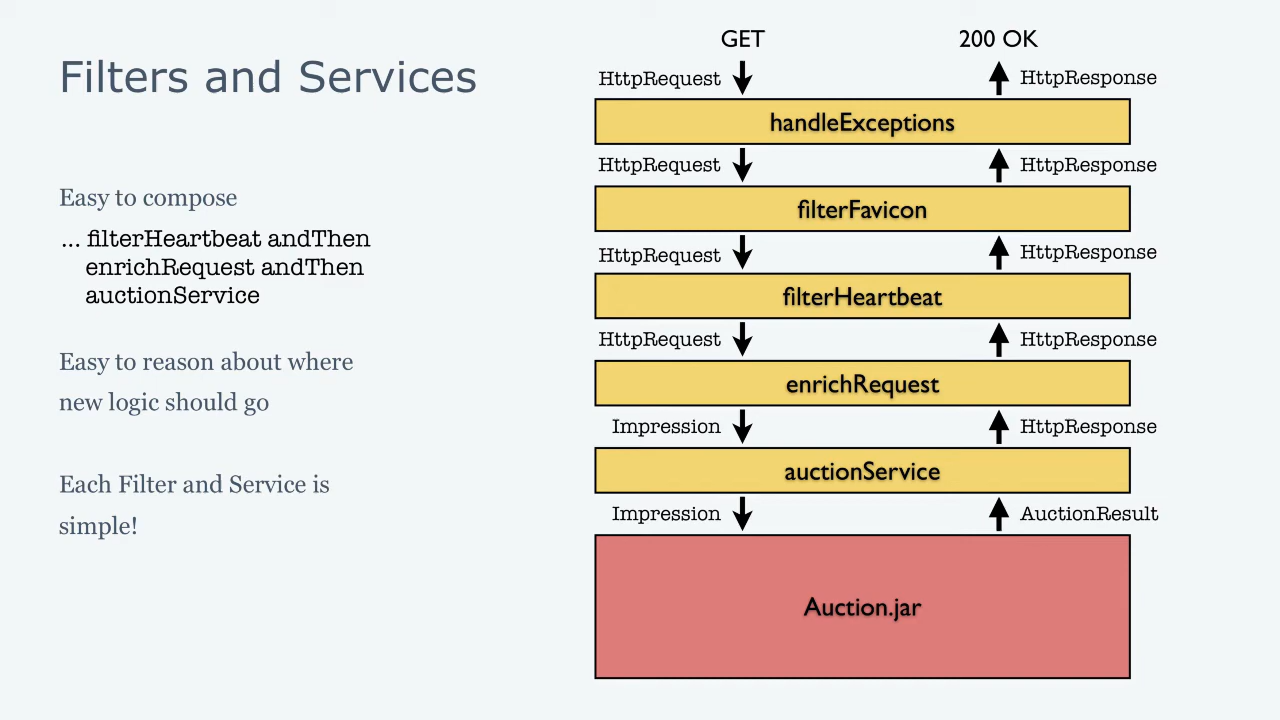 Filters and Services
Easy to compose
... filterHeartbeat andThen
enrichRequest andThen
auctionService
Easy to reason about where
new logic should go
Each Filter and Service is
simple!
GET 200 OK
HttpRequest HttpResponse
handleExceptions
HttpRequest HttpResponse
filterFavicon
HttpRequest HttpResponse
filterHeartbeat
HttpRequest HttpResponse
enrichRequest
Impression HttpResponse
auctionService
Impression AuctionResult
Auction.jar